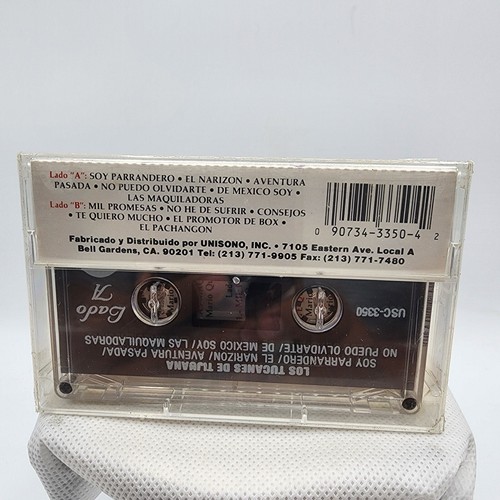 Lado "A": SOY PARRANDERO • EL NARIZON • AVENTURA
PASADA • NO PUEDO OLVIDARTE • DE MEXICO SOY •
LAS MAQUILADORAS
Lado "B": MIL PROMESAS • NO HE DE SUFRIR • CONSEJOS
• TE QUIERO MUCHO • EL PROMOTOR DE BOX •
EL PACHANGON
0 90734-3350-4 2
Fabricado y Distribuido por UNISONO, INC. • 7105 Eastern Ave. Local A
Bell Gardens, CA. 90201 Tel (213) 771-9905 Fax: (213) 771-7480
LOS TUCANES DE TIJUANA
SOY PARRANDERO/ EL NARIZON/ AVENTURA PASADA/
NO PUEDO OLVIDARTE/ DE MEXICO SOY/ LAS MAQUILADORAS
Lado
A
USC-3350